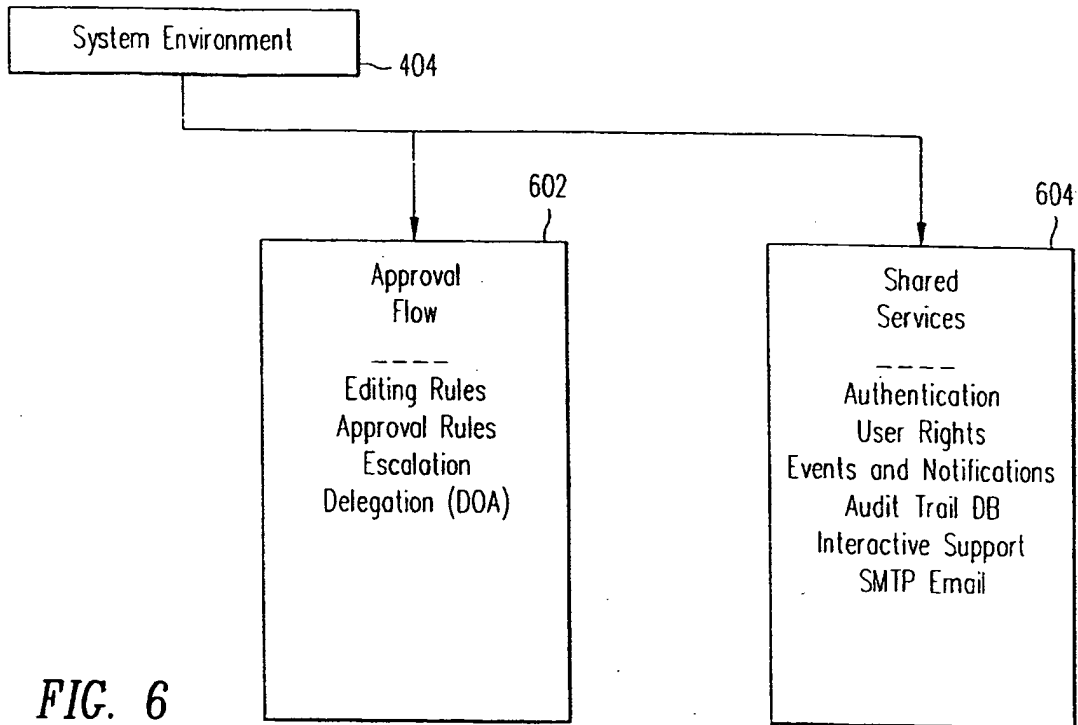 System Environment
404
602
Approval
Flow
Editing Rules
Approval Rules
Escalation
Delegation (DOA)
604
Shared
Services
Authentication
User Rights
Events and Notifications
Audit Trail DB
Interactive Support
SMTP Email
FIG. 6